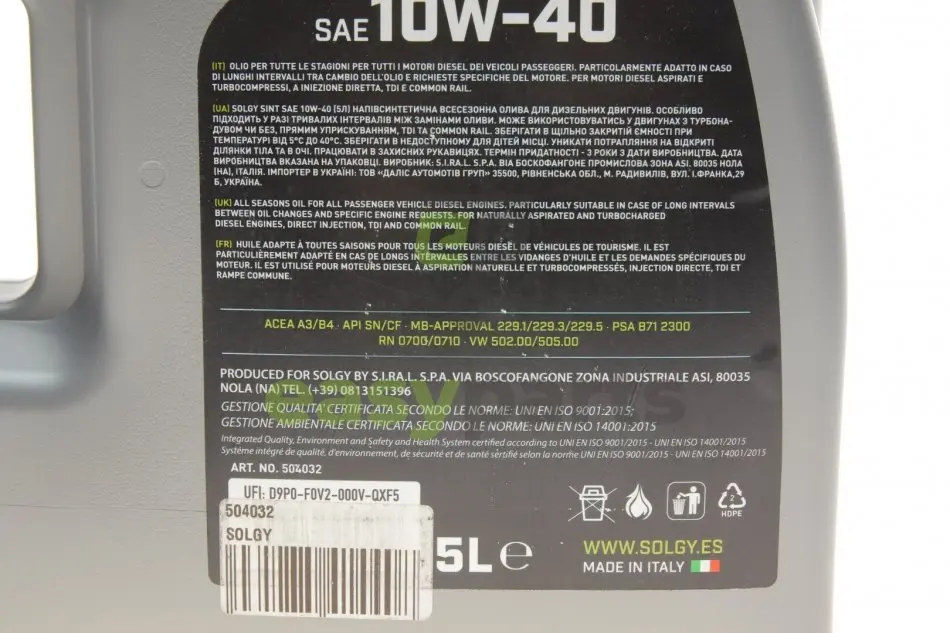 SAE 10W-40
[IT] OLIO PER TUTTE LE STAGIONI PER TUTTI I MOTORI DIESEL DEI VEICOLI PASSEGGERI. PARTICOLARMENTE ADATTO IN CASO
DI LUNGHI INTERVALLI TRA CAMBIO DELL'OLIO E RICHIESTE SPECIFICHE DEL MOTORE. PER MOTORI DIESEL ASPIRATI E
TURBOCOMPRESSI, A INIEZIONE DIRETTA, TDI E COMMON RAIL.
[UA] SOLGY SINT SAE 10W-40 (5Л) НАПІВСИНТЕТИЧНА ВСЕСЕЗОННА ОЛИВА ДЛЯ ДИЗЕЛЬНИХ ДВИГУНІВ. ОСОБЛИВО
ПІДХОДИТЬ У РАЗІ ТРИВАЛИХ ІНТЕРВАЛІВ МІЖ ЗАМІНАМИ ОЛИВИ. МОЖЕ ВИКОРИСТОВУВАТИСЬ У ДВИГУНАХ З ТУРБОНА-
ДУВОМ ЧИ БЕЗ, ПРЯМИМ УПРИСКУВАННЯМ, TDI ТА COMMON RAIL. ЗБЕРІГАТИ В ЩІЛЬНО ЗАКРИТІЙ ЄМНОСТІ ПРИ
ТЕМПЕРАТУРІ ВІД 5°C ДО 40°C. ЗБЕРІГАТИ В НЕДОСТУПНОМУ ДЛЯ ДІТЕЙ МІСЦІ. УНИКАТИ ПОТРАПЛЯННЯ НА ВІДКРИТІ
ДІЛЯНКИ ТІЛА ТА В ОЧІ. ПРАЦЮВАТИ В ЗАХИСНИХ РУКАВИЦЯХ. ТЕРМІН ПРИДАТНОСТІ - 3 РОКИ З ДАТИ ВИРОБНИЦТВА. ДАТА
ВИРОБНИЦТВА ВКАЗАНА НА УПАКОВЦІ. ВИРОБНИК: S.I.R.A.L. S.P.A. ВІА БОСКОФАНГОНЕ ПРОМИСЛОВА ЗОНА ASI. 80035 НОЛА
(НА), ІТАЛІЯ. ІМПОРТЕР В УКРАЇНІ: ТОВ «ДАЛІС АУТОМОТІВ ГРУП» 35500, РІВНЕНСЬКА ОБЛ., М. РАДИВИЛІВ, ВУЛ. І.ФРАНКА,29
Б, УКРАЇНА.
[UK] ALL SEASONS OIL FOR ALL PASSENGER VEHICLE DIESEL ENGINES. PARTICULARLY SUITABLE IN CASE OF LONG INTERVALS
BETWEEN OIL CHANGES AND SPECIFIC ENGINE REQUESTS. FOR NATURALLY ASPIRATED AND TURBOCHARGED
DIESEL ENGINES, DIRECT INJECTION, TDI AND COMMON RAIL.
[FR] HUILE ADAPTE À TOUTES SAISONS POUR TOUS LES MOTEURS DIESEL DE VÉHICULES DE TOURISME. IL EST
PARTICULIÈREMENT ADAPTÉ EN CAS DE LONGS INTERVALLES ENTRE LES VIDANGES D'HUILE ET LES DEMANDES SPÉCIFIQUES DU
MOTEUR. IL EST UTILISÉ POUR MOTEURS DIESEL À ASPIRATION NATURELLE ET TURBOCOMPRESSÉS, INJECTION DIRECTE, TDI ET
RAMPE COMMUNE.
ACEA A3/B4 · API SN/CF · MB-APPROVAL 229.1/229.3/229.5 · PSA B71 2300
RN 0700/0710 · VW 502.00/505.00
PRODUCED FOR SOLGY BY S.I.RA.L. S.P.A. VIA BOSCOFANGONE ZONA INDUSTRIALE ASI, 80035
NOLA (NA) TEL. (+39) 0813151396
easyparts
GESTIONE QUALITA' CERTIFICATA SECONDO LE NORME: UNI EN ISO 9001:2015;
GESTIONE AMBIENTALE CERTIFICATA SECONDO LE NORME: UNI EN ISO 14001:2015
Integrated Quality, Environment and Safety and Health System certified according to UNI EN ISO 9001/2015 - UNI EN ISO 14001/2015
Système intégré de qualité, d'environnement, de sécurité et de santé sertifié selon la norme UNI EN ISO 9001/2015 - UNI EN ISO 14001/2015
ART. NO. 504032
UFI: D9P0-F0V2-000V-QXF5
504032
SOLGY
5L e
2
HDPE
WWW.SOLGY.ES
MADE IN ITALY